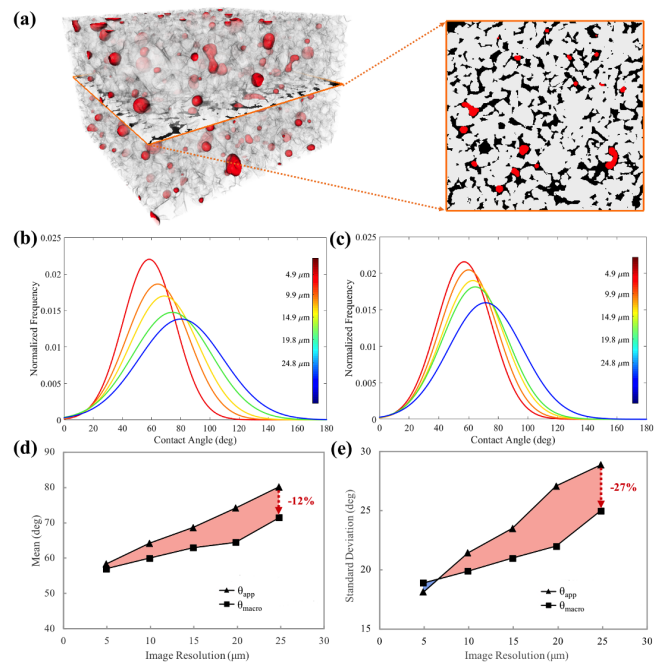 (a)
(b)
0.025
0.02
0.015
0.01
0.005
0
Normalized Frequency
0 20 40 60 80 100 120 140 160 180
Contact Angle (deg)
4.9 μm
9.9 μm
14.9 μm
19.8 μm
24.8 μm
(c)
0.025
0.02
0.015
0.01
0.005
0
Normalized Frequency
0 20 40 60 80 100 120 140 160 180
Contact Angle (deg)
4.9 μm
9.9 μm
14.9 μm
19.8 μm
24.8 μm
(d)
90
80
70
60
50
40
Mean (deg)
-12%
θapp
θmacro
0 5 10 15 20 25 30
Image Resolution (μm)
(e)
30
25
20
15
Standard Deviation (deg)
-27%
θapp
θmacro
0 5 10 15 20 25 30
Image Resolution (μm)